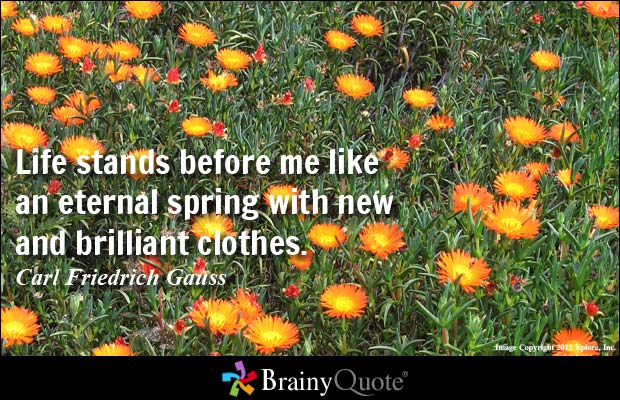 Life stands before me like
an eternal spring with new
and brilliant clothes.
Carl Friedrich Gauss
Image Copyright 2012 Xplore, Inc.
BrainyQuote®